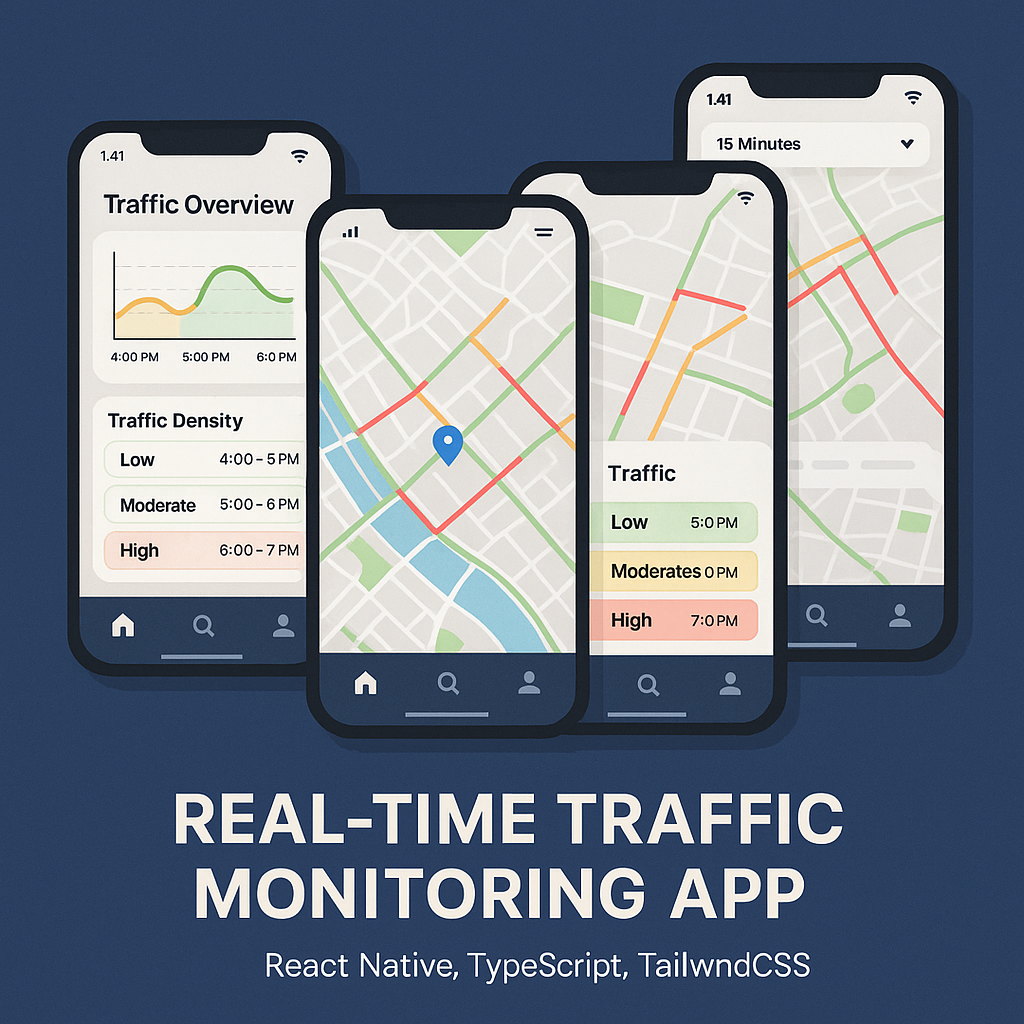 1.41
Traffic Overview
4:00 PM 5:00 PM 6:0 PM
Traffic Density
Low 4:00 – 5 PM
Moderate 5:00 – 6 PM
High 6:00 – 7 PM
Traffic
Low 5:0 PM
Moderates 0 PM
High 7:0 PM
1.41
15 Minutes
REAL-TIME TRAFFIC
MONITORING APP
React Native, TypeScript, TailwndCSS